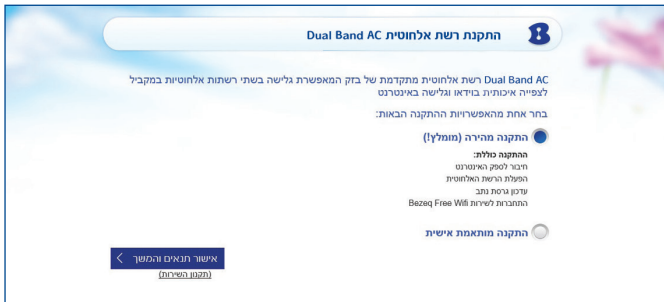 התקנת רשת אלחוטית Dual Band AC
Dual Band AC רשת אלחוטית מתקדמת של בזק המאפשרת גלישה בשתי רשתות אלחוטיות במקביל
לצפייה איכותית בוידאו וגלישה באינטרנט
בחר אחת מהאפשרויות ההתקנה הבאות:
התקנה מהירה (מומלץ!)
ההתקנה כוללת:
חיבור לספק האינטרנט
הפעלת הרשת האלחוטית
עדכון גרסת נתב
התחברות לשירות Bezeq Free Wifi
התקנה מותאמת אישית
אישור תנאים והמשך
(תקנון השירות)